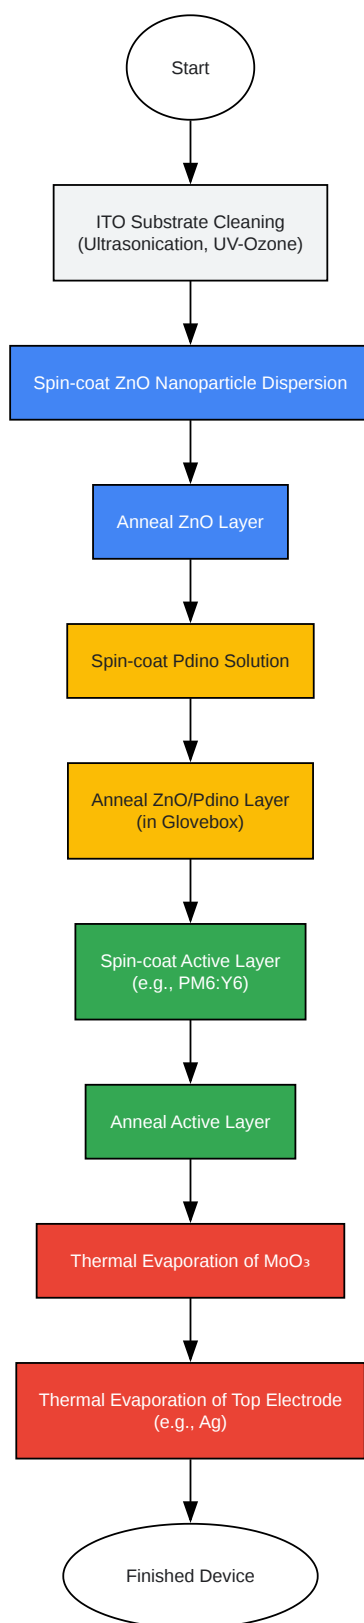 Start
ITO Substrate Cleaning
(Ultrasonication, UV-Ozone)
Spin-coat ZnO Nanoparticle Dispersion
Anneal ZnO Layer
Spin-coat Pdino Solution
Anneal ZnO/Pdino Layer
(in Glovebox)
Spin-coat Active Layer
(e.g., PM6:Y6)
Anneal Active Layer
Thermal Evaporation of MoO₃
Thermal Evaporation of Top Electrode
(e.g., Ag)
Finished Device